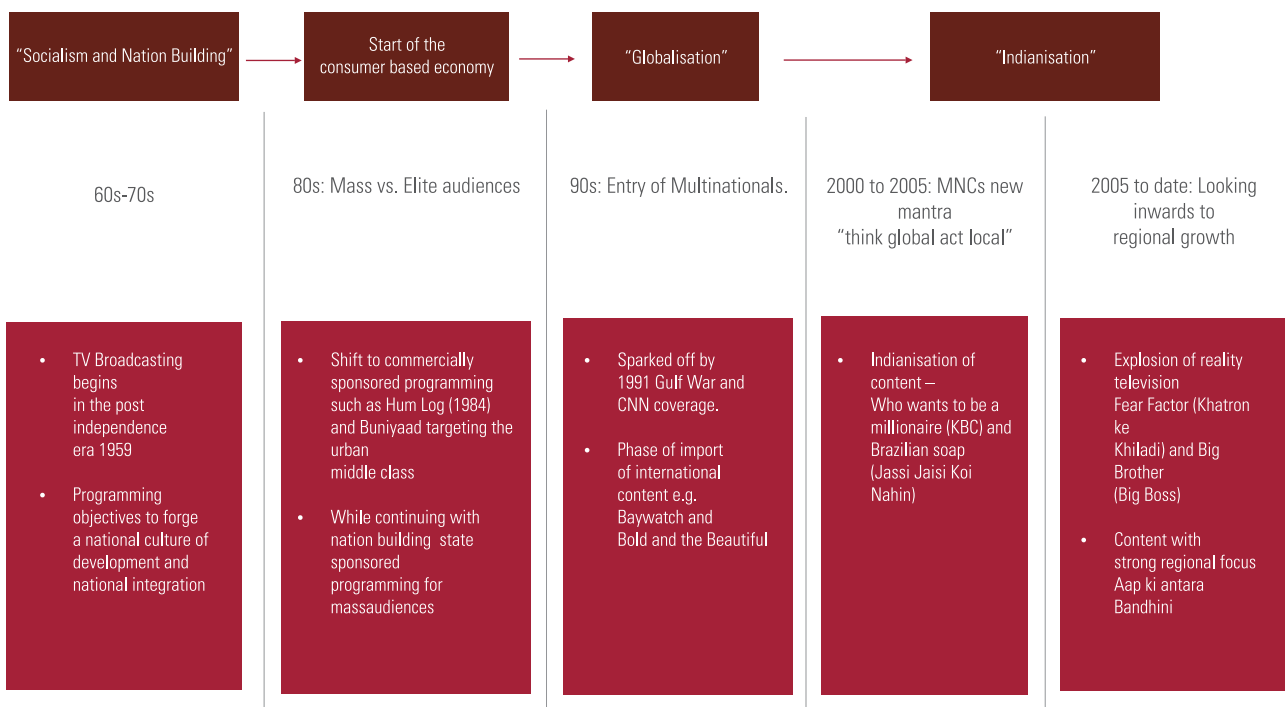 “Socialism and Nation Building”
Start of the
consumer based economy
“Globalisation”
“Indianisation”
60s-70s
80s: Mass vs. Elite audiences
90s: Entry of Multinationals.
2000 to 2005: MNCs new
mantra
“think global act local”
2005 to date: Looking
inwards to
regional growth
• TV Broadcasting
begins
in the post
independence
era 1959
• Programming
objectives to forge
a national culture of
development and
national integration
• Shift to commercially
sponsored programming
such as Hum Log (1984)
and Buniyaad targeting the
urban
middle class
• While continuing with
nation building state
sponsored
programming for
massaudiences
• Sparked off by
1991 Gulf War and
CNN coverage.
• Phase of import
of international
content e.g.
Baywatch and
Bold and the Beautiful
• Indianisation of
content –
Who wants to be a
millionaire (KBC) and
Brazilian soap
(Jassi Jaisi Koi
Nahin)
• Explosion of reality
television
Fear Factor (Khatron
ke
Khiladi) and Big
Brother
(Big Boss)
• Content with
strong regional focus
Aap ki antara
Bandhini